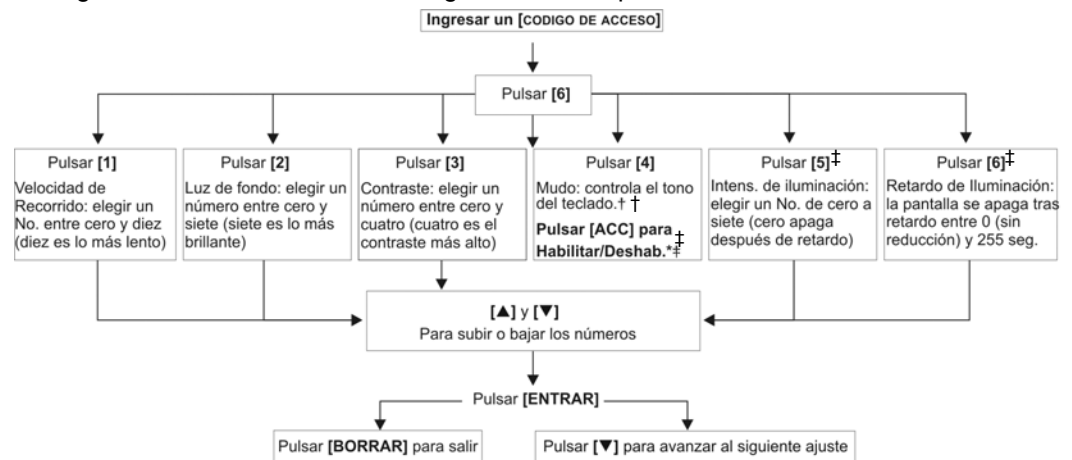 Ingresar un [CODIGO DE ACCESO]
Pulsar [6]
Pulsar [1]
Velocidad de
Recorrido: elegir un
No. entre cero y diez
(diez es lo más lento)
Pulsar [2]
Luz de fondo: elegir un
número entre cero y
siete (siete es lo más
brillante)
Pulsar [3]
Contraste: elegir un
número entre cero y
cuatro (cuatro es el
contraste más alto)
Pulsar [4]
Mudo: controla el tono
del teclado.† †
Pulsar [ACC] para ‡
Habilitar/Deshab.*‡
Pulsar [5]‡
Intens. de iluminación:
elegir un No. de cero a
siete (cero apaga
después de retardo)
Pulsar [6]‡
Retardo de Iluminación:
la pantalla se apaga tras
retardo entre 0 (sin
reducción) y 255 seg.
[▲] y [▼]
Para subir o bajar los números
Pulsar [ENTRAR]
Pulsar [BORRAR] para salir
Pulsar [▼] para avanzar al siguiente ajuste